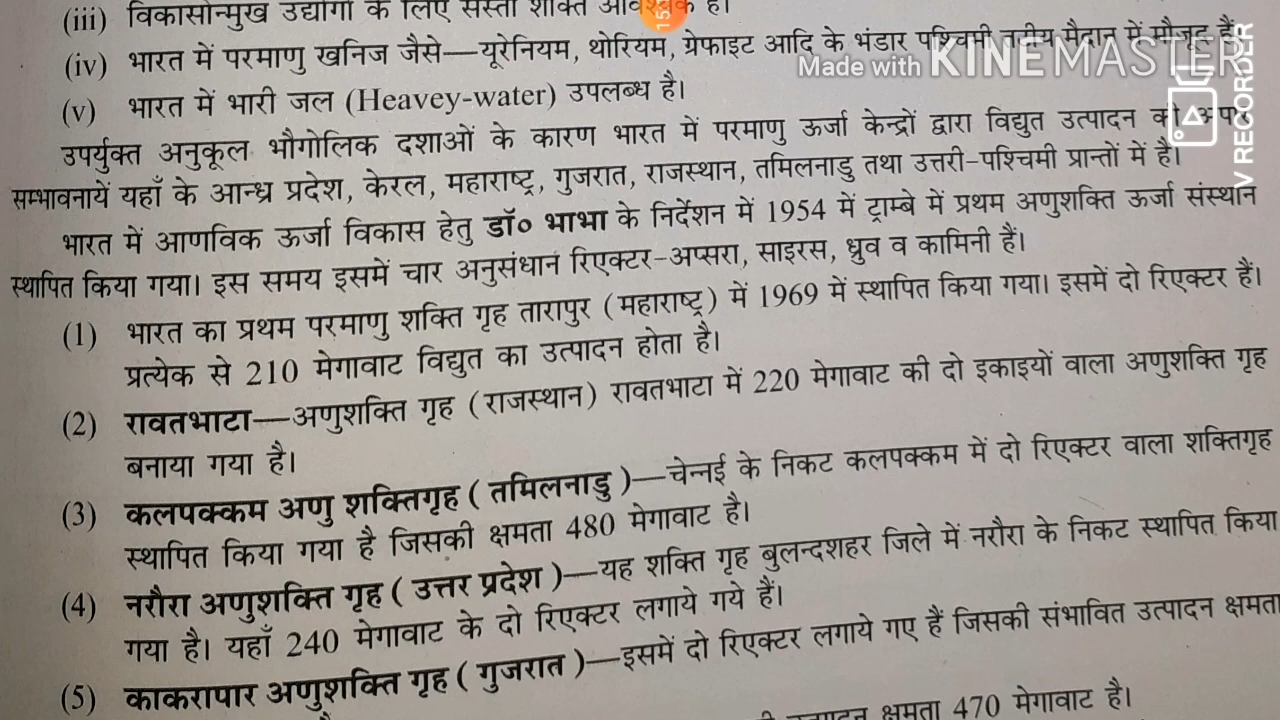 (iii) विकासोन्मुख उद्योगों के लिए सस्ती शक्ति आवश्यक है।
(iv) भारत में परमाणु खनिज जैसे—यूरेनियम, थोरियम, ग्रेफाइट आदि के भंडार पश्चिमी तटीय मैदान में मौजूद हैं।
Made with KINEMASTER
(v) भारत में भारी जल (Heavey-water) उपलब्ध है।
V RECORDER
उपर्युक्त अनुकूल भौगोलिक दशाओं के कारण भारत में परमाणु ऊर्जा केन्द्रों द्वारा विद्युत उत्पादन की अपार
सम्भावनायें यहाँ के आन्ध्र प्रदेश, केरल, महाराष्ट्र, गुजरात, राजस्थान, तमिलनाडु तथा उत्तरी-पश्चिमी प्रान्तों में है।
भारत में आणविक ऊर्जा विकास हेतु डॉ० भाभा के निर्देशन में 1954 में ट्राम्बे में प्रथम अणुशक्ति ऊर्जा संस्थान
स्थापित किया गया। इस समय इसमें चार अनुसंधान रिएक्टर-अप्सरा, साइरस, ध्रुव व कामिनी हैं।
(1) भारत का प्रथम परमाणु शक्ति गृह तारापुर (महाराष्ट्र) में 1969 में स्थापित किया गया। इसमें दो रिएक्टर हैं।
प्रत्येक से 210 मेगावाट विद्युत का उत्पादन होता है।
(2) रावतभाटा—अणुशक्ति गृह (राजस्थान) रावतभाटा में 220 मेगावाट की दो इकाइयों वाला अणुशक्ति गृह
बनाया गया है।
(3) कलपक्कम अणु शक्तिगृह ( तमिलनाडु )—चेन्नई के निकट कलपक्कम में दो रिएक्टर वाला शक्तिगृह
स्थापित किया गया है जिसकी क्षमता 480 मेगावाट है।
(4) नरौरा अणुशक्ति गृह ( उत्तर प्रदेश )—यह शक्ति गृह बुलन्दशहर जिले में नरौरा के निकट स्थापित किया
गया है। यहाँ 240 मेगावाट के दो रिएक्टर लगाये गये हैं।
(5) काकरापार अणुशक्ति गृह ( गुजरात )—इसमें दो रिएक्टर लगाये गए हैं जिसकी संभावित उत्पादन क्षमता
क्षमता 470 मेगावाट है।